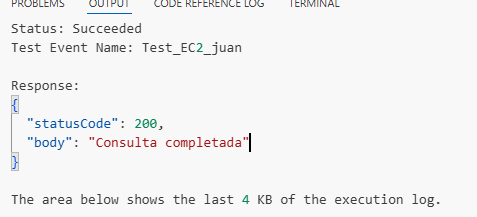 PROBLEMS OUTPUT CODE REFERENCE LOG TERMINAL
Status: Succeeded
Test Event Name: Test_EC2_juan
Response:
{
"statusCode": 200,
"body": "Consulta completada"
}
The area below shows the last 4 KB of the execution log.